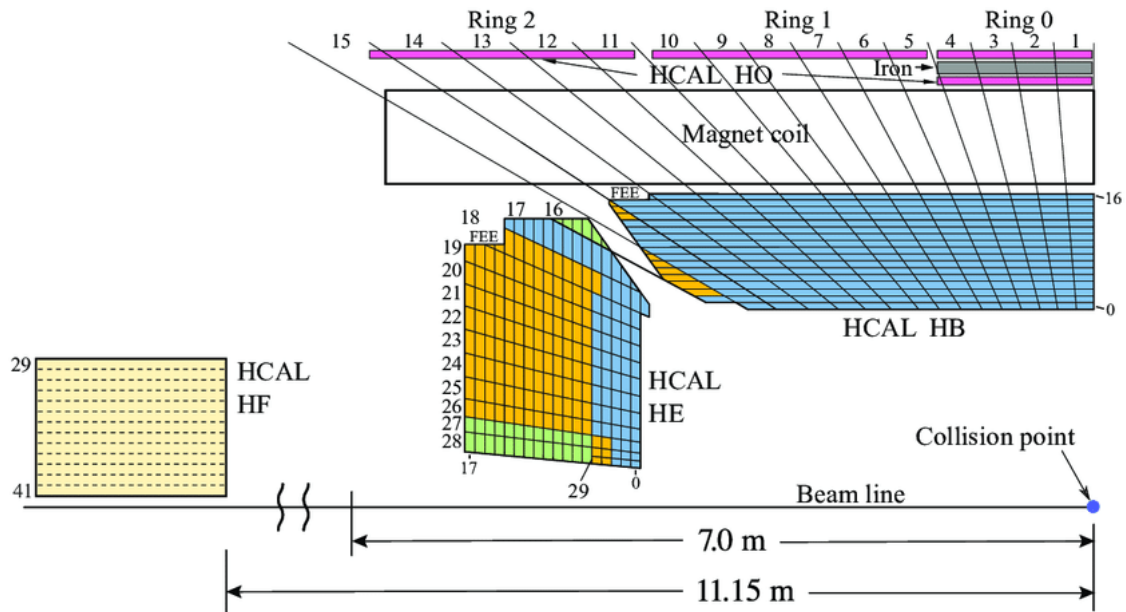 Ring 2
Ring 1
Ring 0
15
14
13
12
11
10
9
8
7
6
5
4
3
2
1
HCAL HO
Iron
Magnet coil
FEE
16
18
17
16
FEE
19
20
21
22
23
24
25
26
27
28
17
29
0
HCAL
HE
0
HCAL HB
29
41
HCAL
HF
Collision point
Beam line
7.0 m
11.15 m